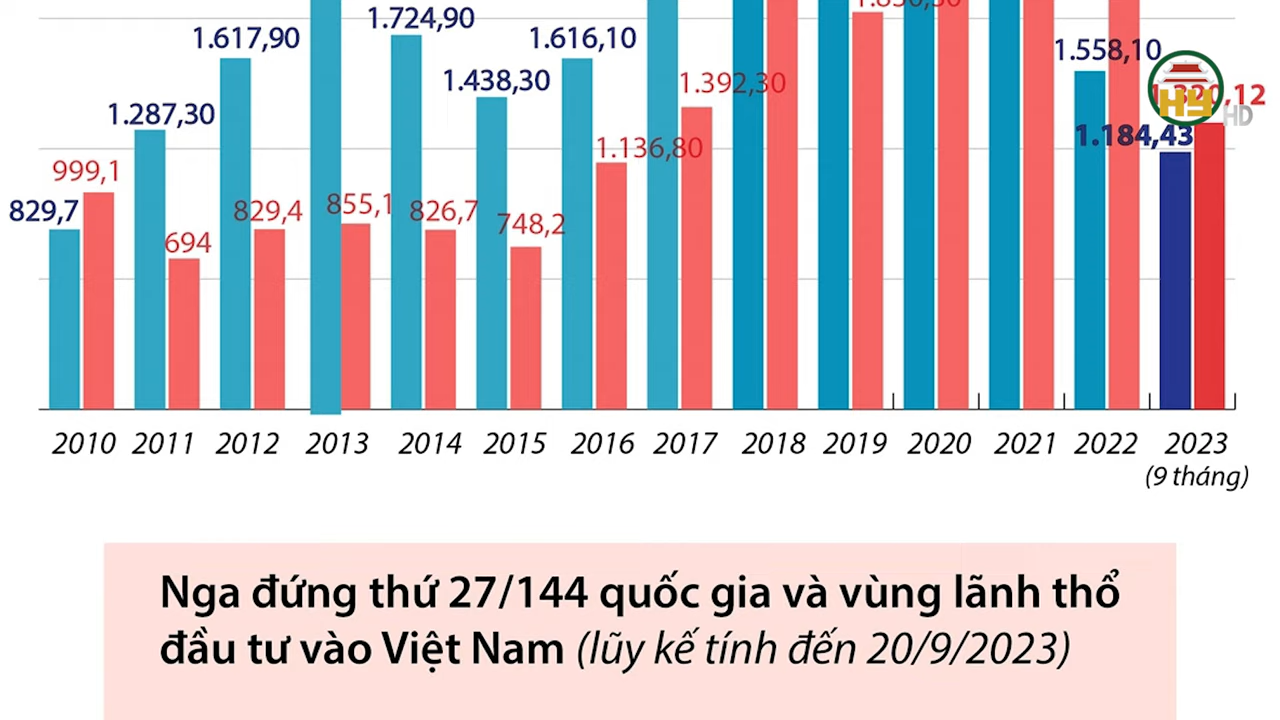 1.724,90
1.617,90
1.616,10
1.558,10
1.438,30
1.392,30
HY
HD
1.287,30
1.184,43
1.136,80
999,1
829,7
829,4
855,1
826,7
748,2
694
2010 2011 2012 2013 2014 2015 2016 2017 2018 2019 2020 2021 2022 2023
(9 tháng)
Nga đứng thứ 27/144 quốc gia và vùng lãnh thổ
đầu tư vào Việt Nam (lũy kế tính đến 20/9/2023)